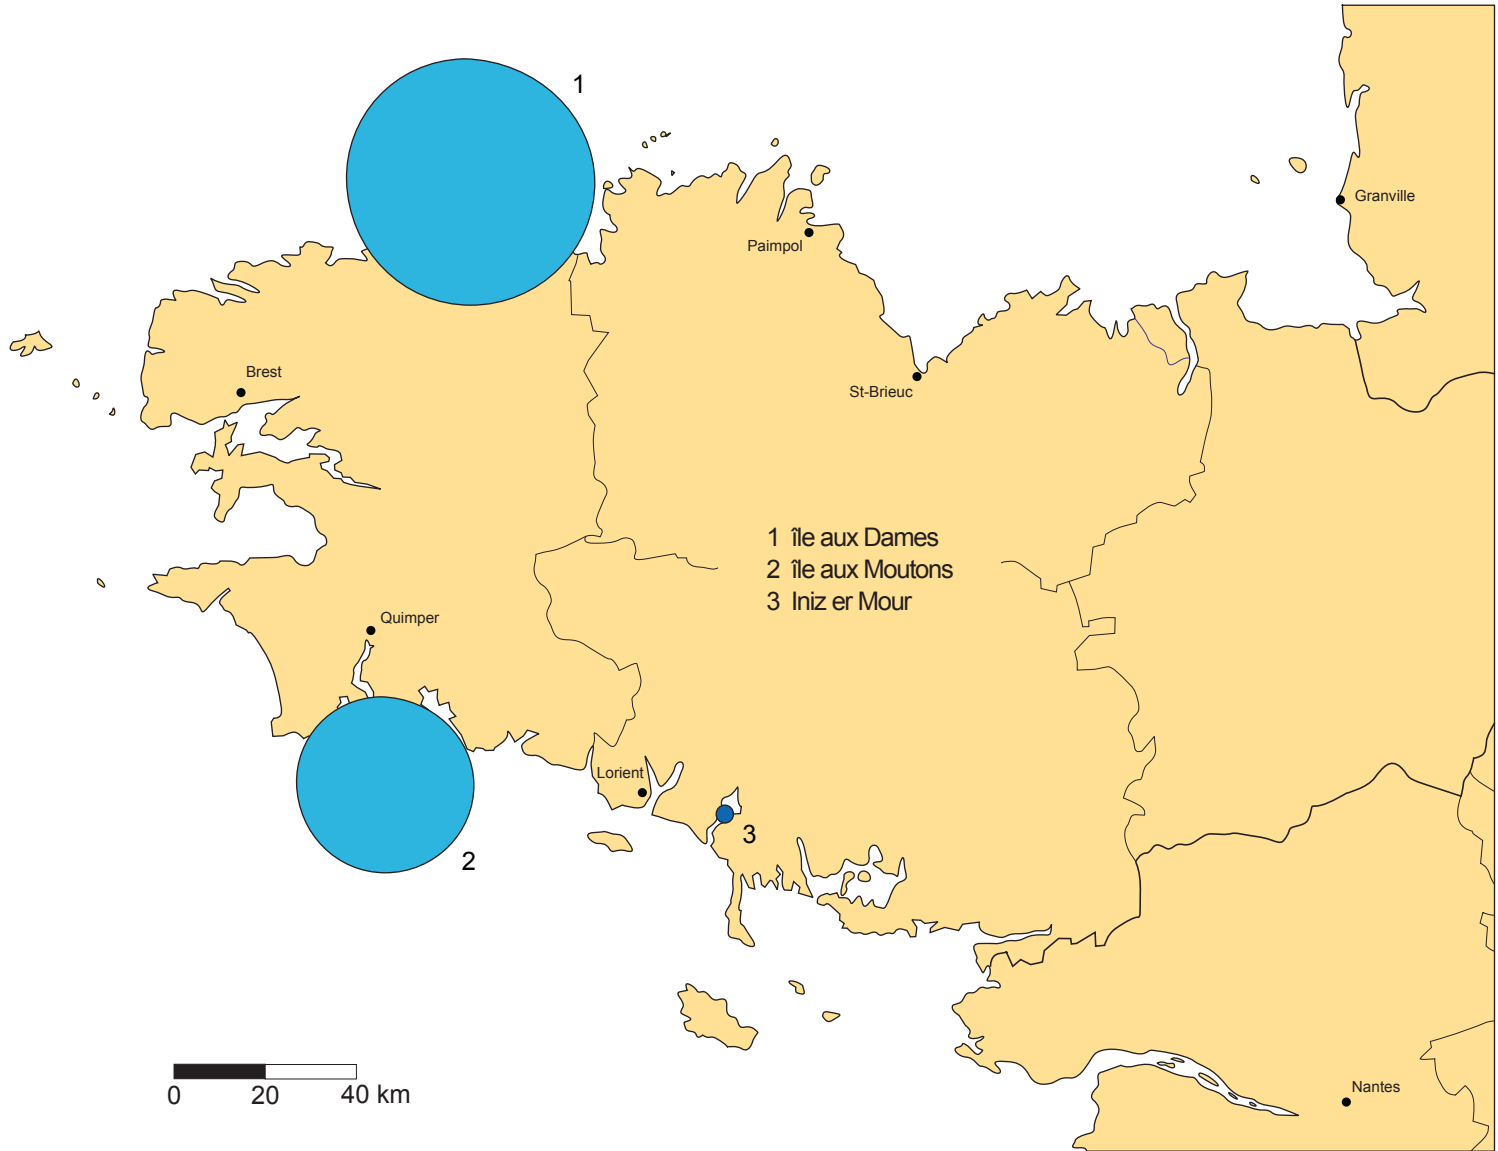 1
Granville
Paimpol
Brest
St-Brieuc
1 île aux Dames
2 île aux Moutons
3 Iniz er Mour
Quimper
Lorient
3
2
0 20 40 km
Nantes